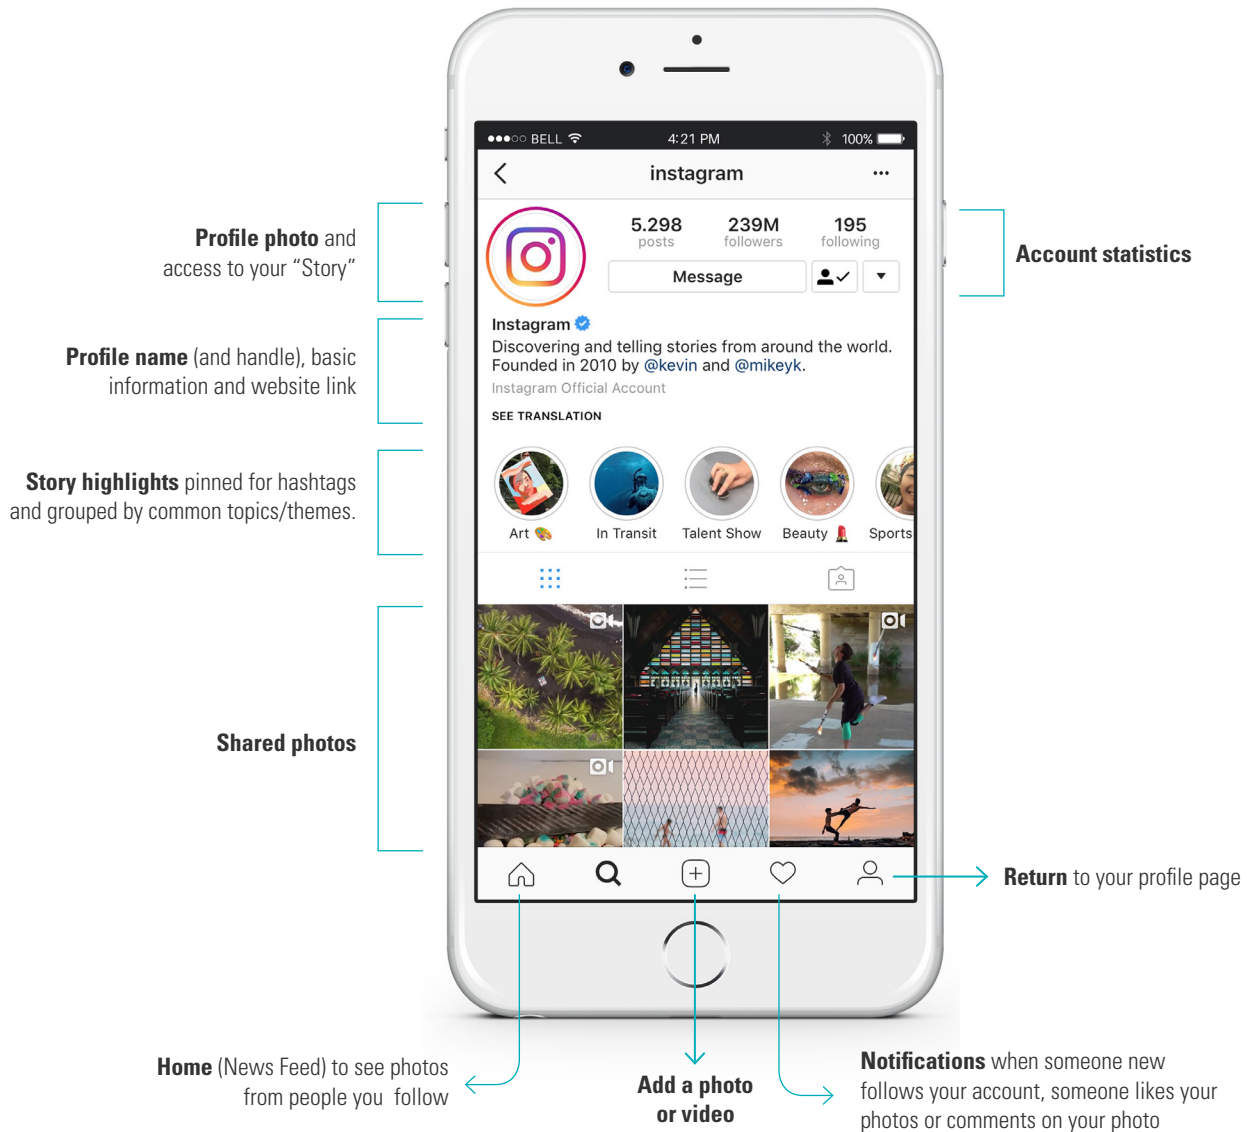 BELL
4:21 PM
100%
instagram
5.298
239M
195
posts
followers
following
Message
Instagram
Discovering and telling stories from around the world.
Founded in 2010 by @kevin and @mikeyk.
Instagram Official Account
SEE TRANSLATION
Art
In Transit
Talent Show
Beauty
Sports
Profile photo and
access to your “Story”
Profile name (and handle), basic
information and website link
Story highlights pinned for hashtags
and grouped by common topics/themes.
Shared photos
Account statistics
Return to your profile page
Home (News Feed) to see photos
from people you follow
Add a photo
or video
Notifications when someone new
follows your account, someone likes your
photos or comments on your photo